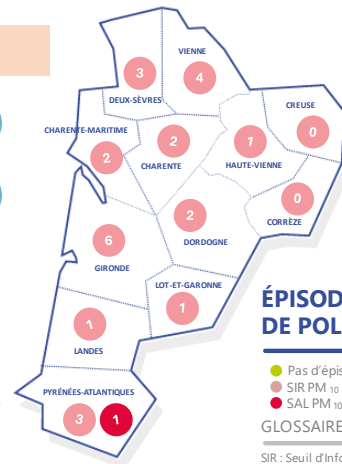 VIENNE
3
4
DEUX-SÈVRES
CREUSE
CHARENTE-MARITIME
2
1
0
2
CHARENTE
HAUTE-VIENNE
0
2
CORRÈZE
6
DORDOGNE
GIRONDE
LOT-ET-GARONNE
1
1
LANDES
PYRÉNÉES-ATLANTIQUES
3
1
ÉPISOD
DE POL
Pas d'épis
SIR PM 10
SAL PM 10
GLOSSAIRE
SIR : Seuil d'Info